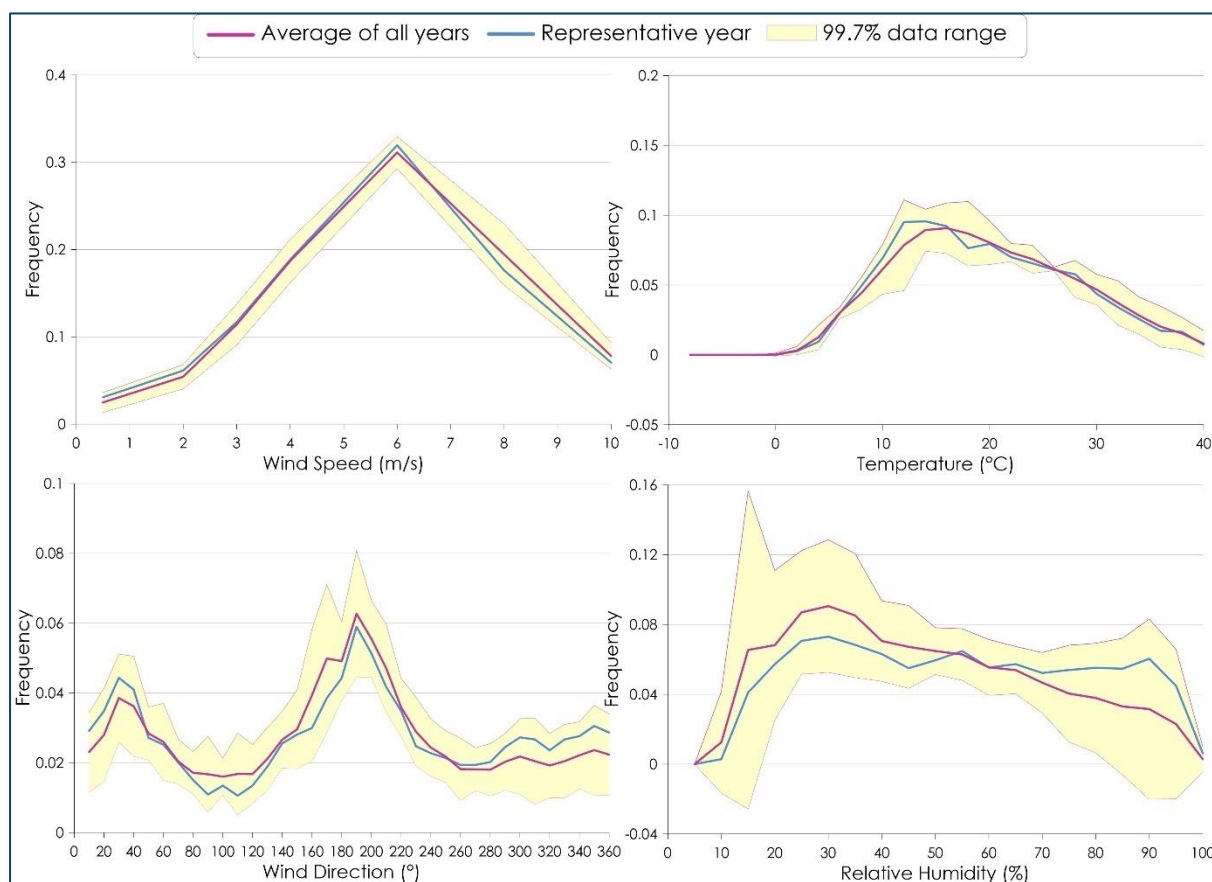 Average of all years Representative year 99.7% data range
0.4
0.3
0.2
0.1
0
Frequency
0 1 2 3 4 5 6 7 8 9 10
Wind Speed (m/s)
0.2
0.15
0.1
0.05
0
-0.05
Frequency
-10 0 10 20 30 40
Temperature (°C)
0.1
0.08
0.06
0.04
0.02
0
Frequency
0 20 40 60 80 100 120 140 160 180 200 220 240 260 280 300 320 340 360
Wind Direction (°)
0.16
0.12
0.08
0.04
0
-0.04
Frequency
0 10 20 30 40 50 60 70 80 90 100
Relative Humidity (%)